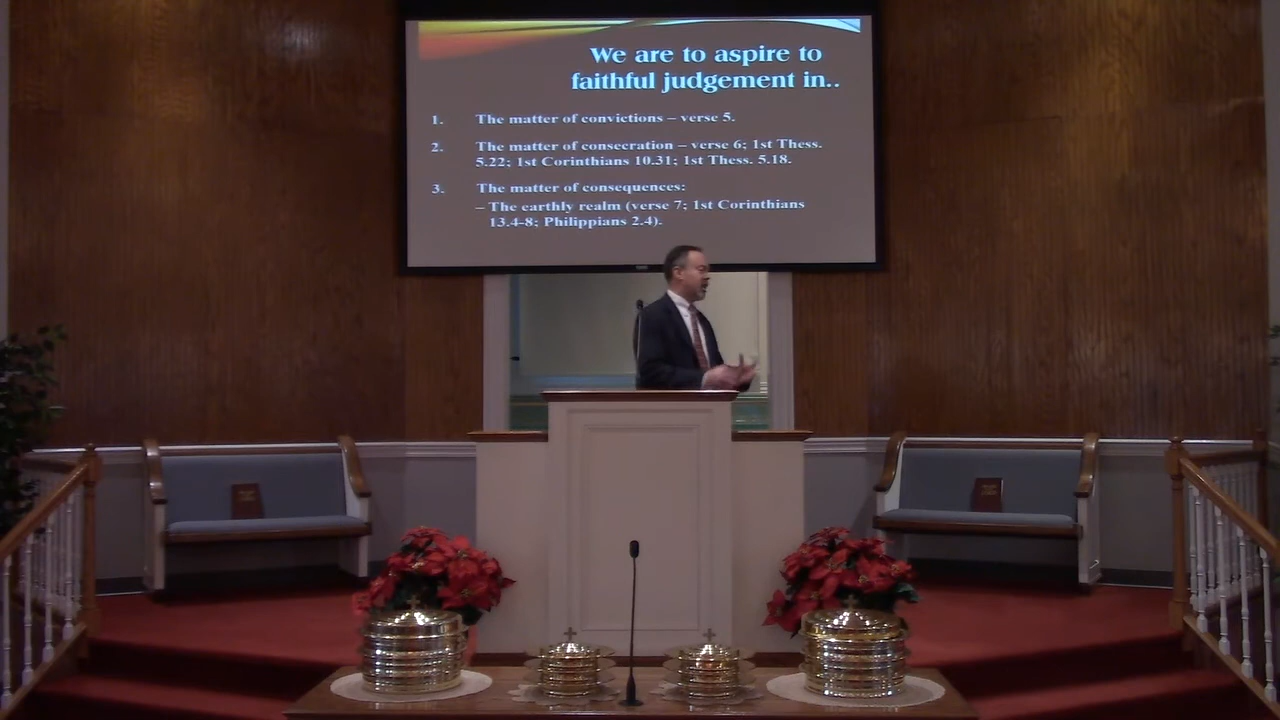 We are to aspire to
faithful judgement in..
1. The matter of convictions – verse 5.
2. The matter of consecration – verse 6; 1st Thess.
5.22; 1st Corinthians 10.31; 1st Thess. 5.18.
3. The matter of consequences:
– The earthly realm (verse 7; 1st Corinthians
13.4-8; Philippians 2.4).